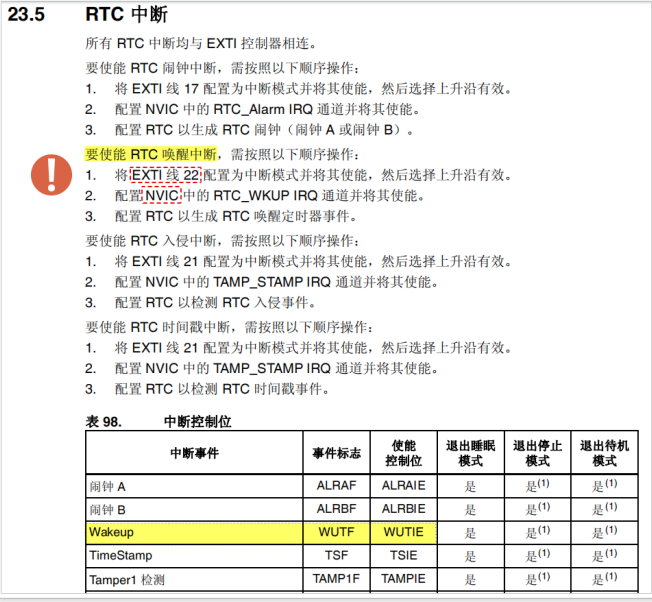 23.5 RTC 中断
所有 RTC 中断均与 EXTI 控制器相连。
要使能 RTC 闹钟中断，需按照以下顺序操作：
1. 将 EXTI 线 17 配置为中断模式并将其使能，然后选择上升沿有效。
2. 配置 NVIC 中的 RTC_Alarm IRQ 通道并将其使能。
3. 配置 RTC 以生成 RTC 闹钟（闹钟 A 或闹钟 B）。
要使能 RTC 唤醒中断，需按照以下顺序操作：
1. 将 EXTI 线 22 配置为中断模式并将其使能，然后选择上升沿有效。
2. 配置 NVIC 中的 RTC_WKUP IRQ 通道并将其使能。
3. 配置 RTC 以生成 RTC 唤醒定时器事件。
要使能 RTC 入侵中断，需按照以下顺序操作：
1. 将 EXTI 线 21 配置为中断模式并将其使能，然后选择上升沿有效。
2. 配置 NVIC 中的 TAMP_STAMP IRQ 通道并将其使能。
3. 配置 RTC 以检测 RTC 入侵事件。
要使能 RTC 时间戳中断，需按照以下顺序操作：
1. 将 EXTI 线 21 配置为中断模式并将其使能，然后选择上升沿有效。
2. 配置 NVIC 中的 TAMP_STAMP IRQ 通道并将其使能。
3. 配置 RTC 以检测 RTC 时间戳事件。
表 98. 中断控制位
中断事件 事件标志 使能控制位 退出睡眠模式 退出停止模式 退出待机模式
闹钟 A ALRAF ALRAIE 是 是(1) 是(1)
闹钟 B ALRBF ALRBIE 是 是(1) 是(1)
Wakeup WUTF WUTIE 是 是(1) 是(1)
TimeStamp TSF TSIE 是 是(1) 是(1)
Tamper1 检测 TAMP1F TAMPIE 是 是(1) 是(1)